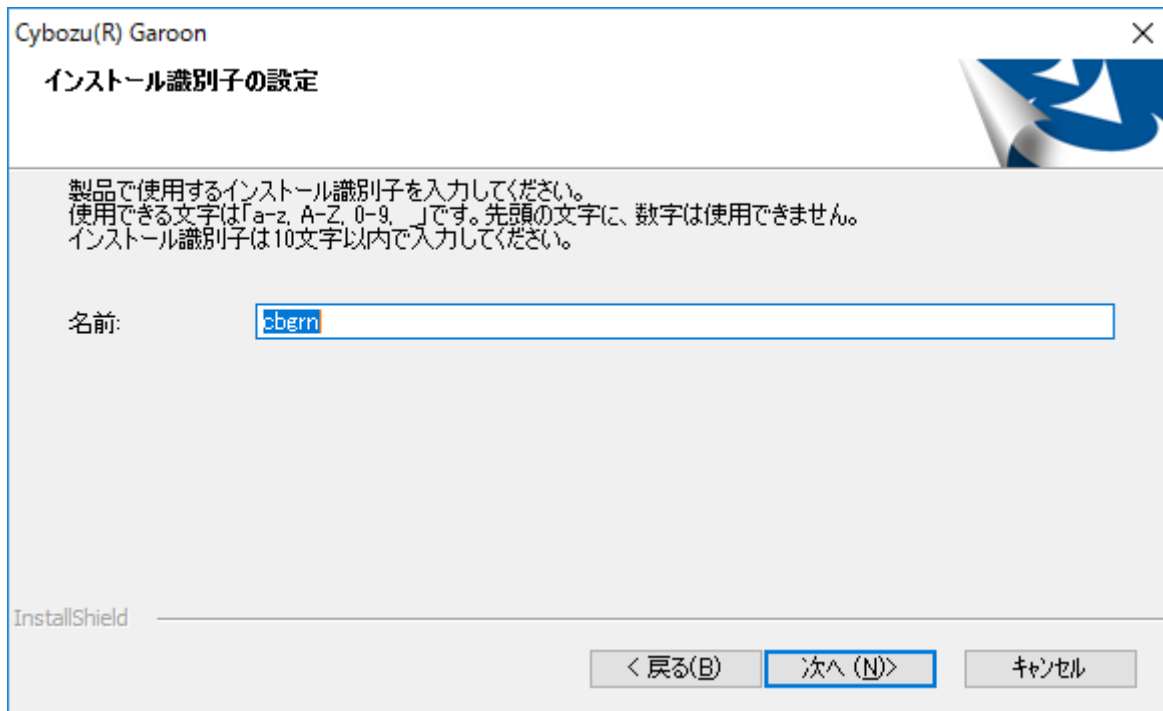 Cybozu(R) Garoon
インストール識別子の設定
製品で使用するインストール識別子を入力してください。
使用できる文字は「a-z, A-Z, 0-9, _」です。先頭の文字に、数字は使用できません。
インストール識別子は10文字以内で入力してください。
名前: cbgrn
InstallShield
< 戻る(B) 次へ (N)> キャンセル